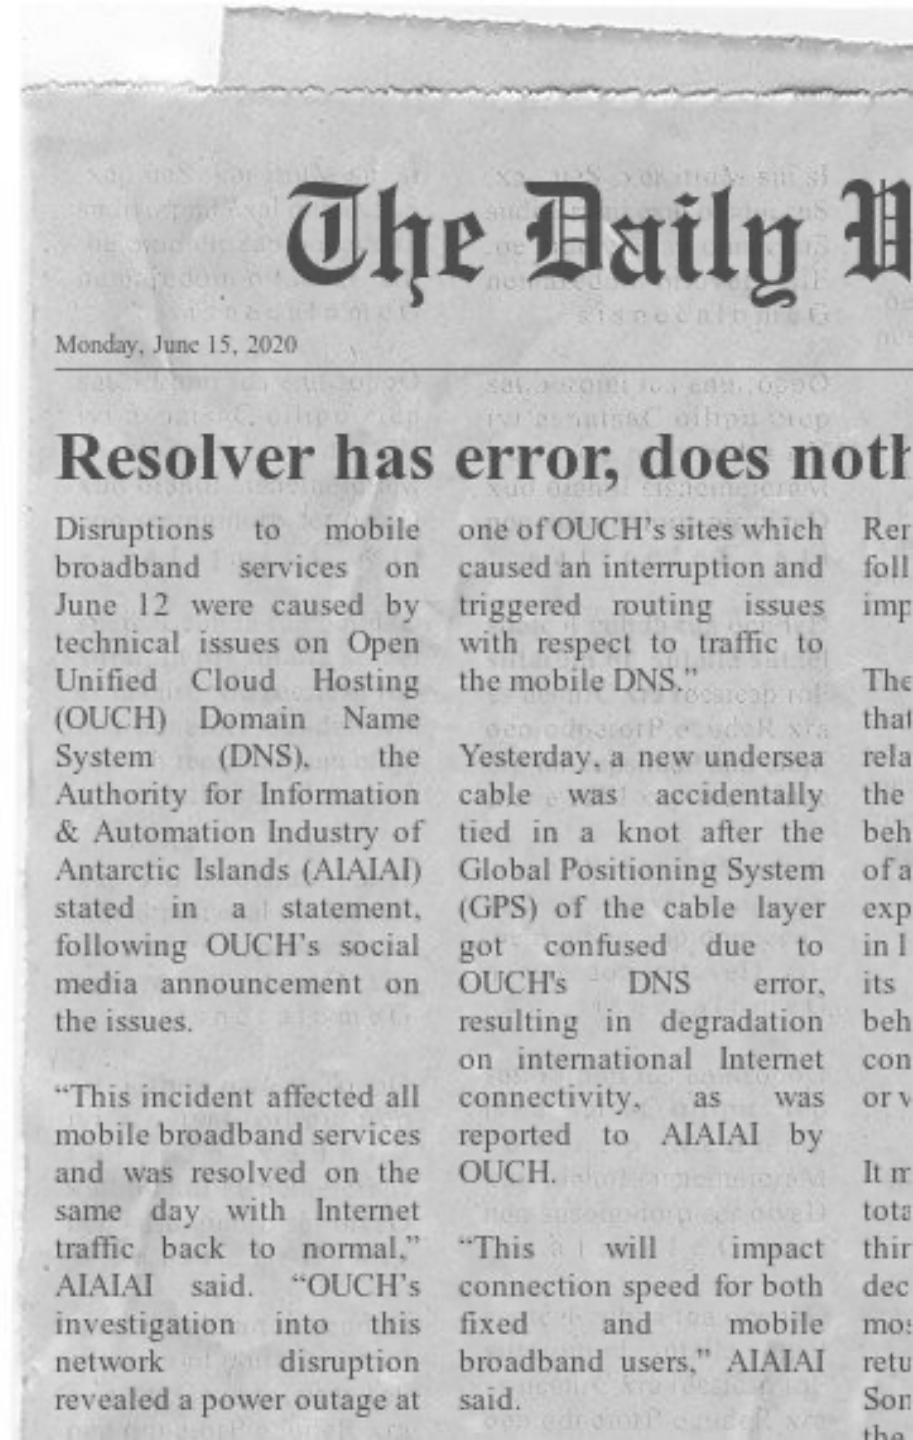 The Daily
Monday, June 15, 2020
Resolver has error, does
Disruptions to mobile
broadband services on
June 12 were caused by
technical issues on Open
Unified Cloud Hosting
(OUCH) Domain Name
System (DNS), the
Authority for Information
& Automation Industry of
Antarctic Islands (AIAIAI)
stated in a statement,
following OUCH's social
media announcement on
the issues.
“This incident affected all
mobile broadband services
and was resolved on the
same day with Internet
traffic back to normal,”
AIAIAI said. “OUCH's
investigation into this
network disruption
revealed a power outage at
one of OUCH's sites which
caused an interruption and
triggered routing issues
with respect to traffic to
the mobile DNS.”
Yesterday, a new undersea
cable was accidentally
tied in a knot after the
Global Positioning System
(GPS) of the cable layer
got confused due to
OUCH's DNS error,
resulting in degradation
on international Internet
connectivity, as was
reported to AIAIAI by
OUCH.
“This will impact
connection speed for both
fixed and mobile
broadband users,” AIAIAI
said.
The
the
of a
in
its
or
It
the